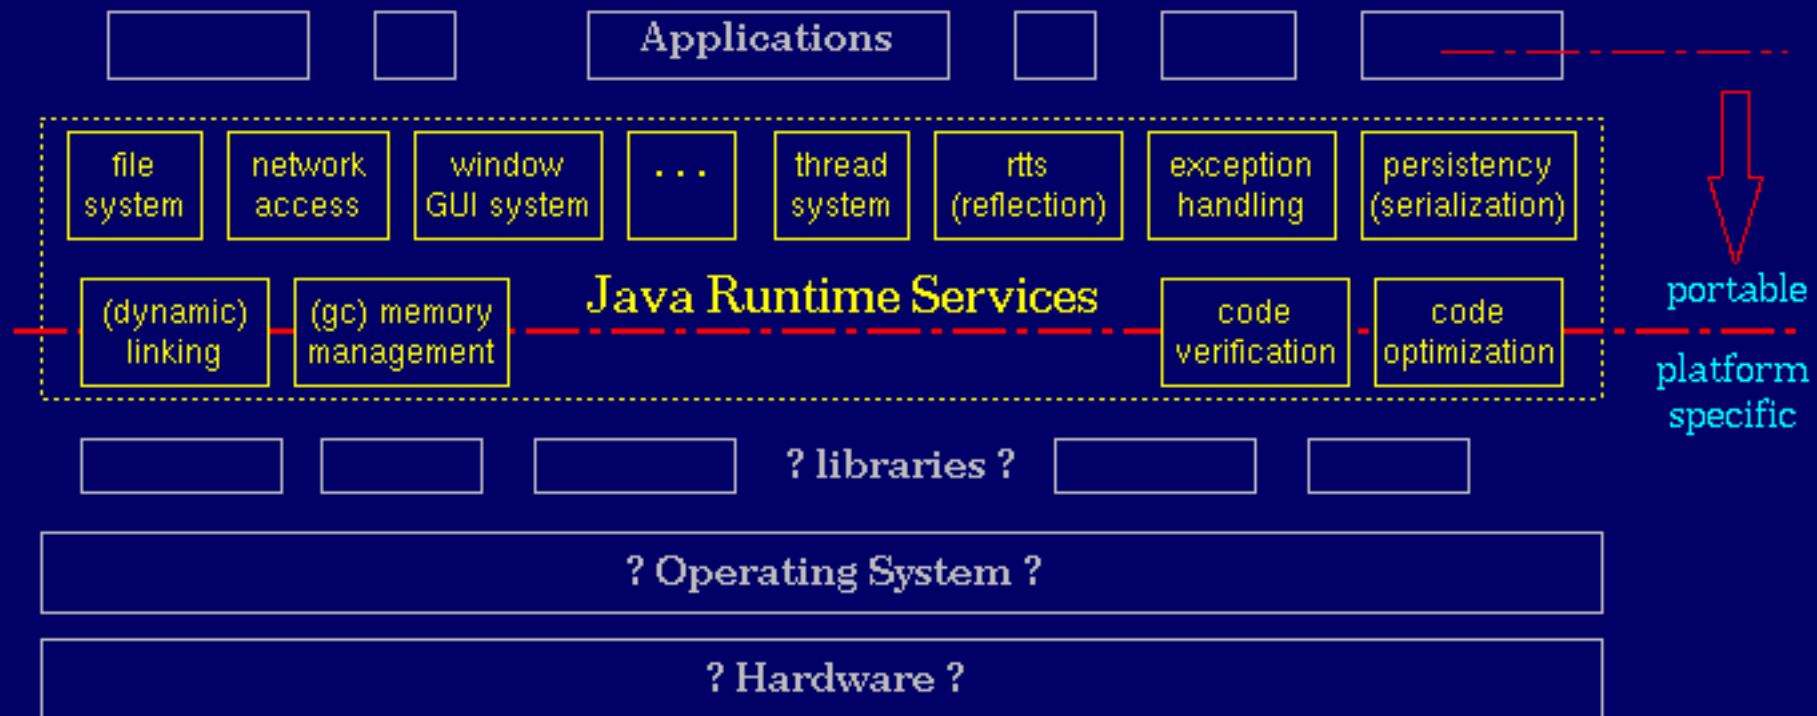 Applications
file
system
network
access
window
GUI system
...
thread
system
rtts
(reflection)
exception
handling
persistency
(serialization)
(dynamic)
linking
(gc) memory
management
Java Runtime Services
code
verification
code
optimization
portable
platform
specific
? libraries ?
? Operating System ?
? Hardware ?